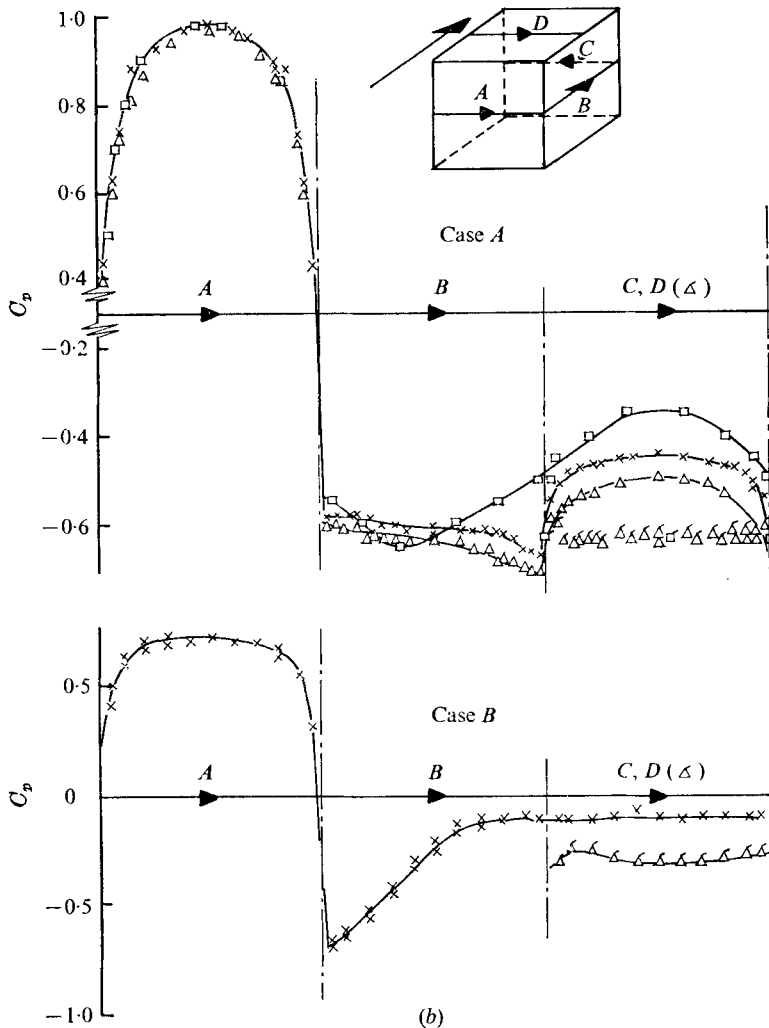 1·0
0·8
0·6
0·4
C_p
−0·2
−0·4
−0·6
D
C
A
B
Case A
A
B
C, D (∡)
0·5
C_p
0
−0·5
−1·0
Case B
A
B
C, D (∡)
(b)